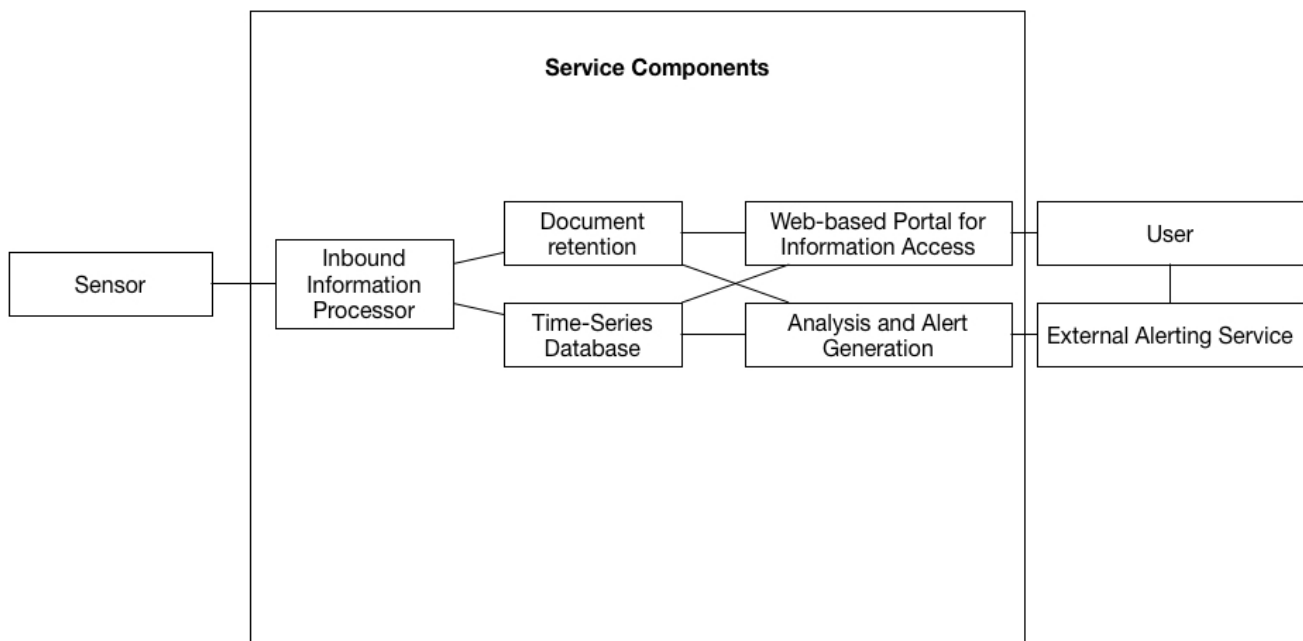 Service Components
Sensor
Inbound
Information
Processor
Document
retention
Time-Series
Database
Web-based Portal for
Information Access
Analysis and Alert
Generation
User
External Alerting Service